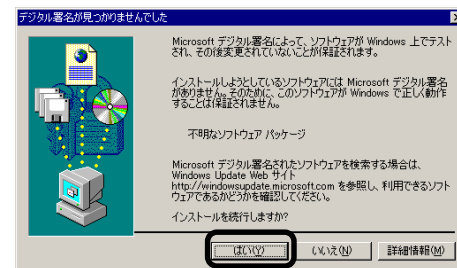 デジタル署名が見つかりませんでした
Microsoft デジタル署名によって、ソフトウェアが Windows 上でテスト
され、その後変更されていないことが保証されます。
インストールしようとしているソフトウェアには Microsoft デジタル署名
がありません。そのために、このソフトウェアが Windows で正しく動作
することは保証されません。
不明なソフトウェア パッケージ
Microsoft デジタル署名されたソフトウェアを検索する場合は、
Windows Update Web サイト
http://windowsupdate.microsoft.com を参照し、利用できるソフト
ウェアであるかどうかを確認してください。
インストールを続行しますか?
はい(Y)
いいえ(N)
詳細情報(M)